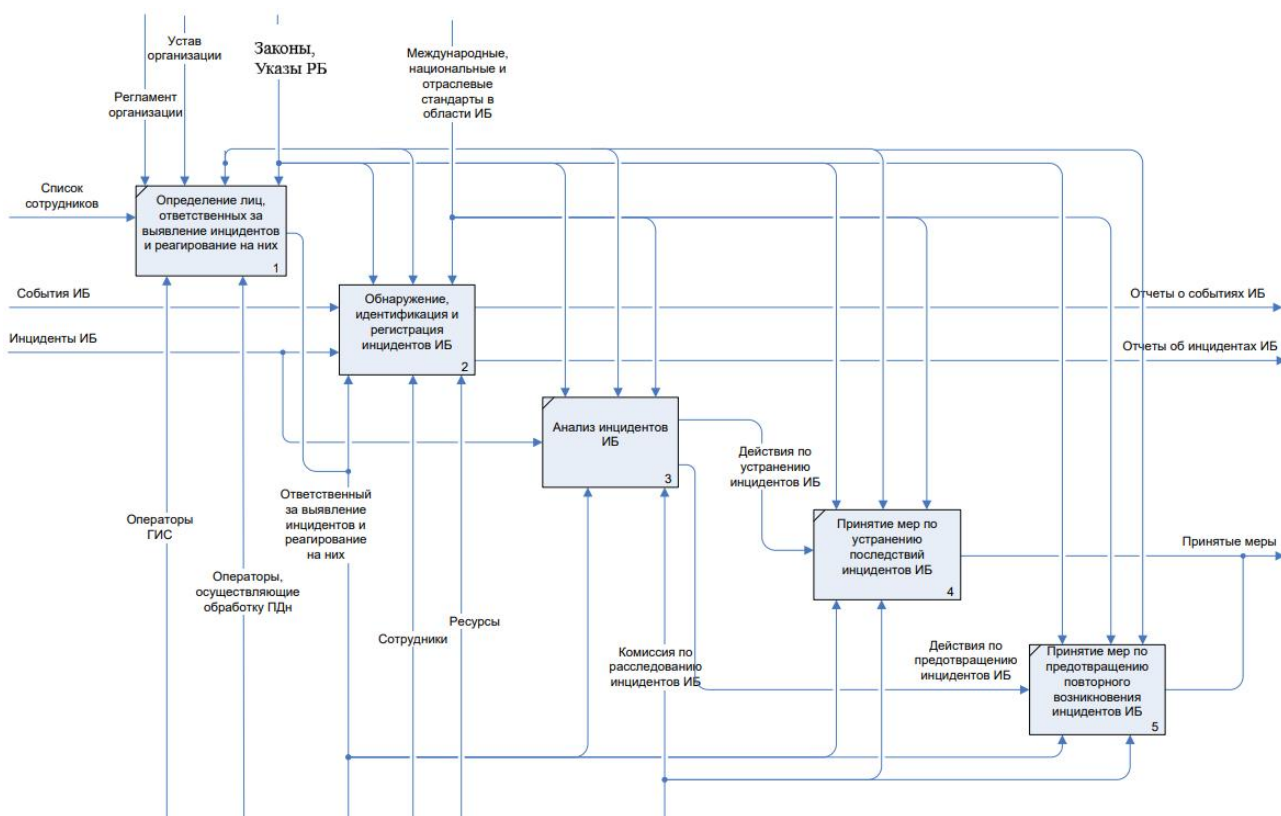 Устав
организации
Законы,
Указы РБ
Международные,
национальные и
отраслевые
стандарты в
области ИБ
Регламент
организации
Список
сотрудников
Определение лиц,
ответственных за
выявление инцидентов
и реагирование на них
1
События ИБ
Обнаружение,
идентификация и
регистрация
инцидентов ИБ
2
Отчеты о событиях ИБ
Инциденты ИБ
Отчеты об инцидентах ИБ
Анализ инцидентов
ИБ
3
Действия по
устранению
инцидентов ИБ
Ответственный
за выявление
инцидентов и
реагирование
на них
Операторы
ГИС
Принятие мер по
устранению
последствий
инцидентов ИБ
4
Принятые меры
Операторы,
осуществляющие
обработку ПДн
Ресурсы
Сотрудники
Комиссия по
расследованию
инцидентов ИБ
Действия по
предотвращению
инцидентов ИБ
Принятие мер по
предотвращению
повторного
возникновения
инцидентов ИБ
5